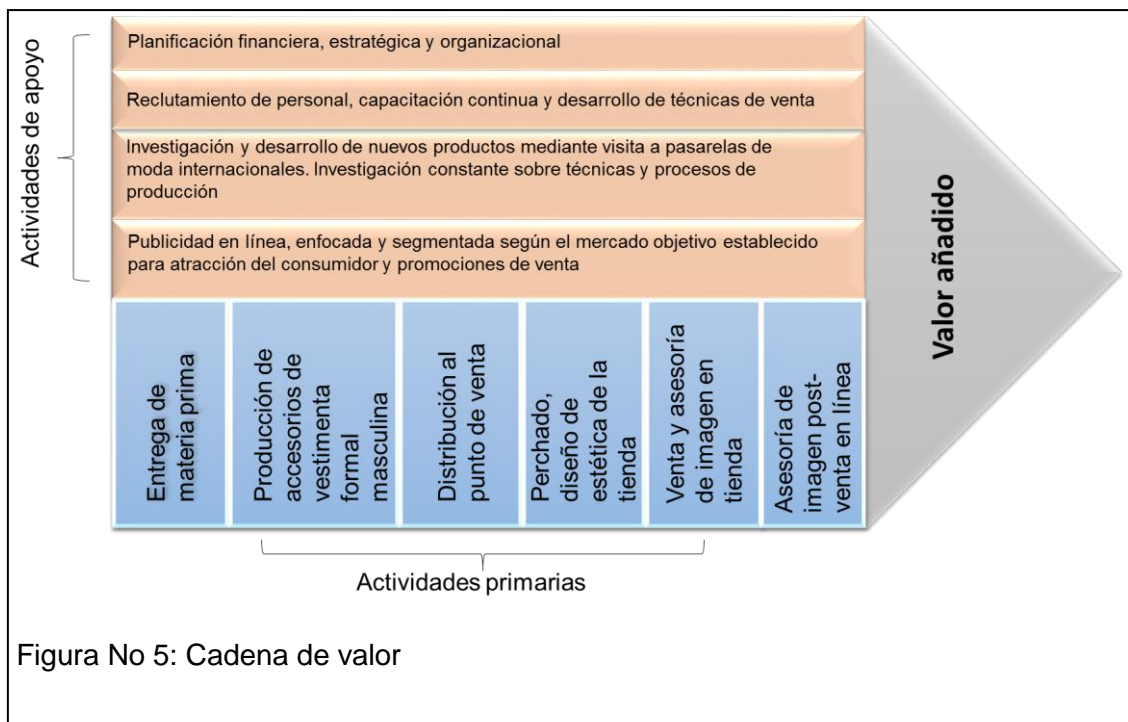 Actividades de apoyo
Planificación financiera, estratégica y organizacional
Reclutamiento de personal, capacitación continua y desarrollo de técnicas de venta
Investigación y desarrollo de nuevos productos mediante visita a pasarelas de
moda internacionales. Investigación constante sobre técnicas y procesos de
producción
Publicidad en línea, enfocada y segmentada según el mercado objetivo establecido
para atracción del consumidor y promociones de venta
Entrega de
materia prima
Producción de
accesorios de
vestimenta
formal
masculina
Distribución al
punto de venta
Perchado,
diseño de
estética de la
tienda
Venta y asesoría
de imagen en
tienda
Asesoría de
imagen post-
venta en línea
Valor añadido
Actividades primarias
Figura No 5: Cadena de valor